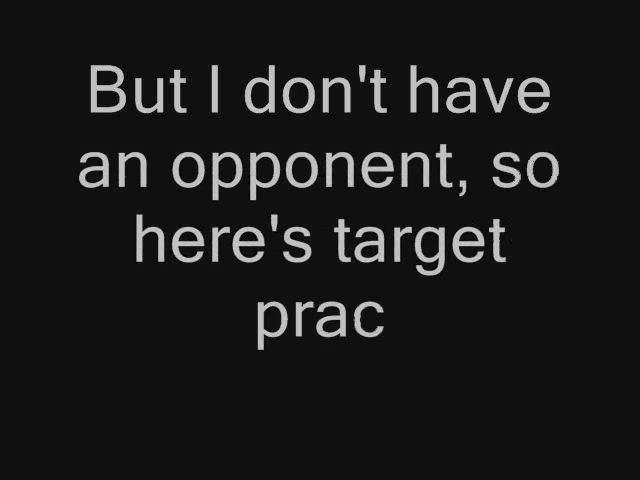 But I don't have
an opponent, so
here's target
prac